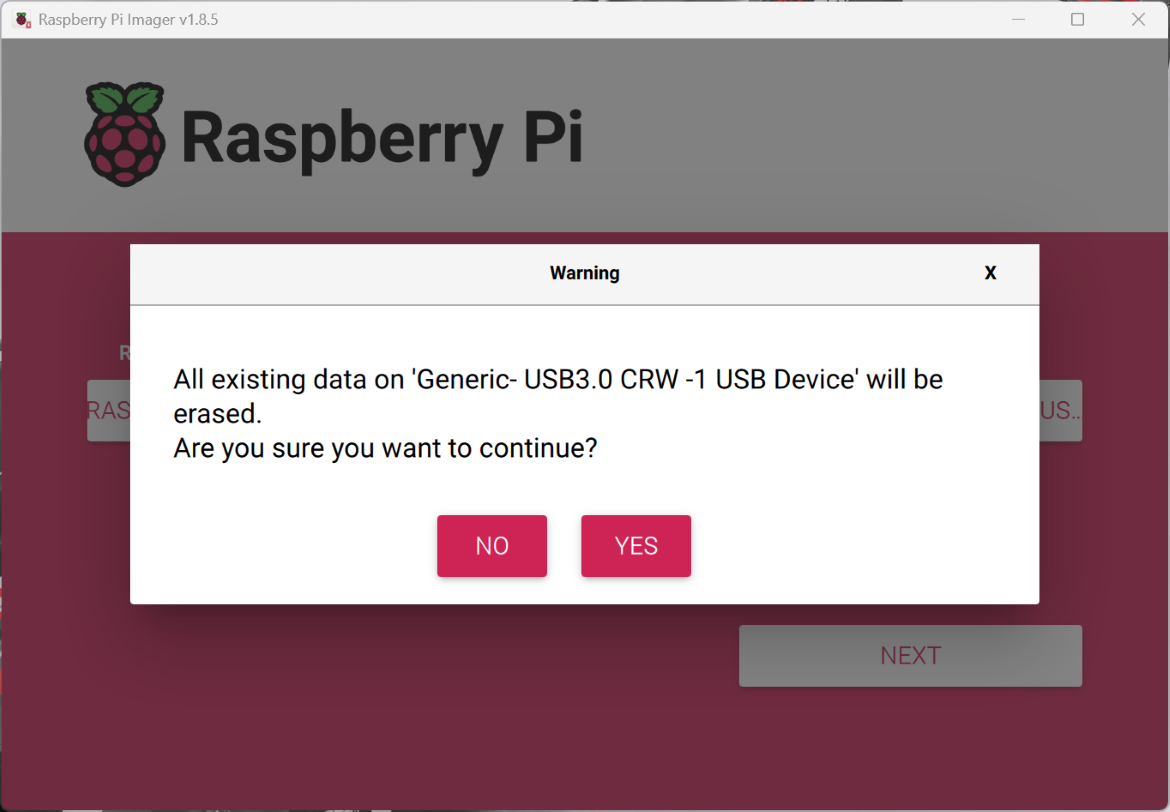 Raspberry Pi Imager v1.8.5
Raspberry Pi
Warning
X
R
RAS
US..
All existing data on 'Generic- USB3.0 CRW -1 USB Device' will be
erased.
Are you sure you want to continue?
NO
YES
NEXT